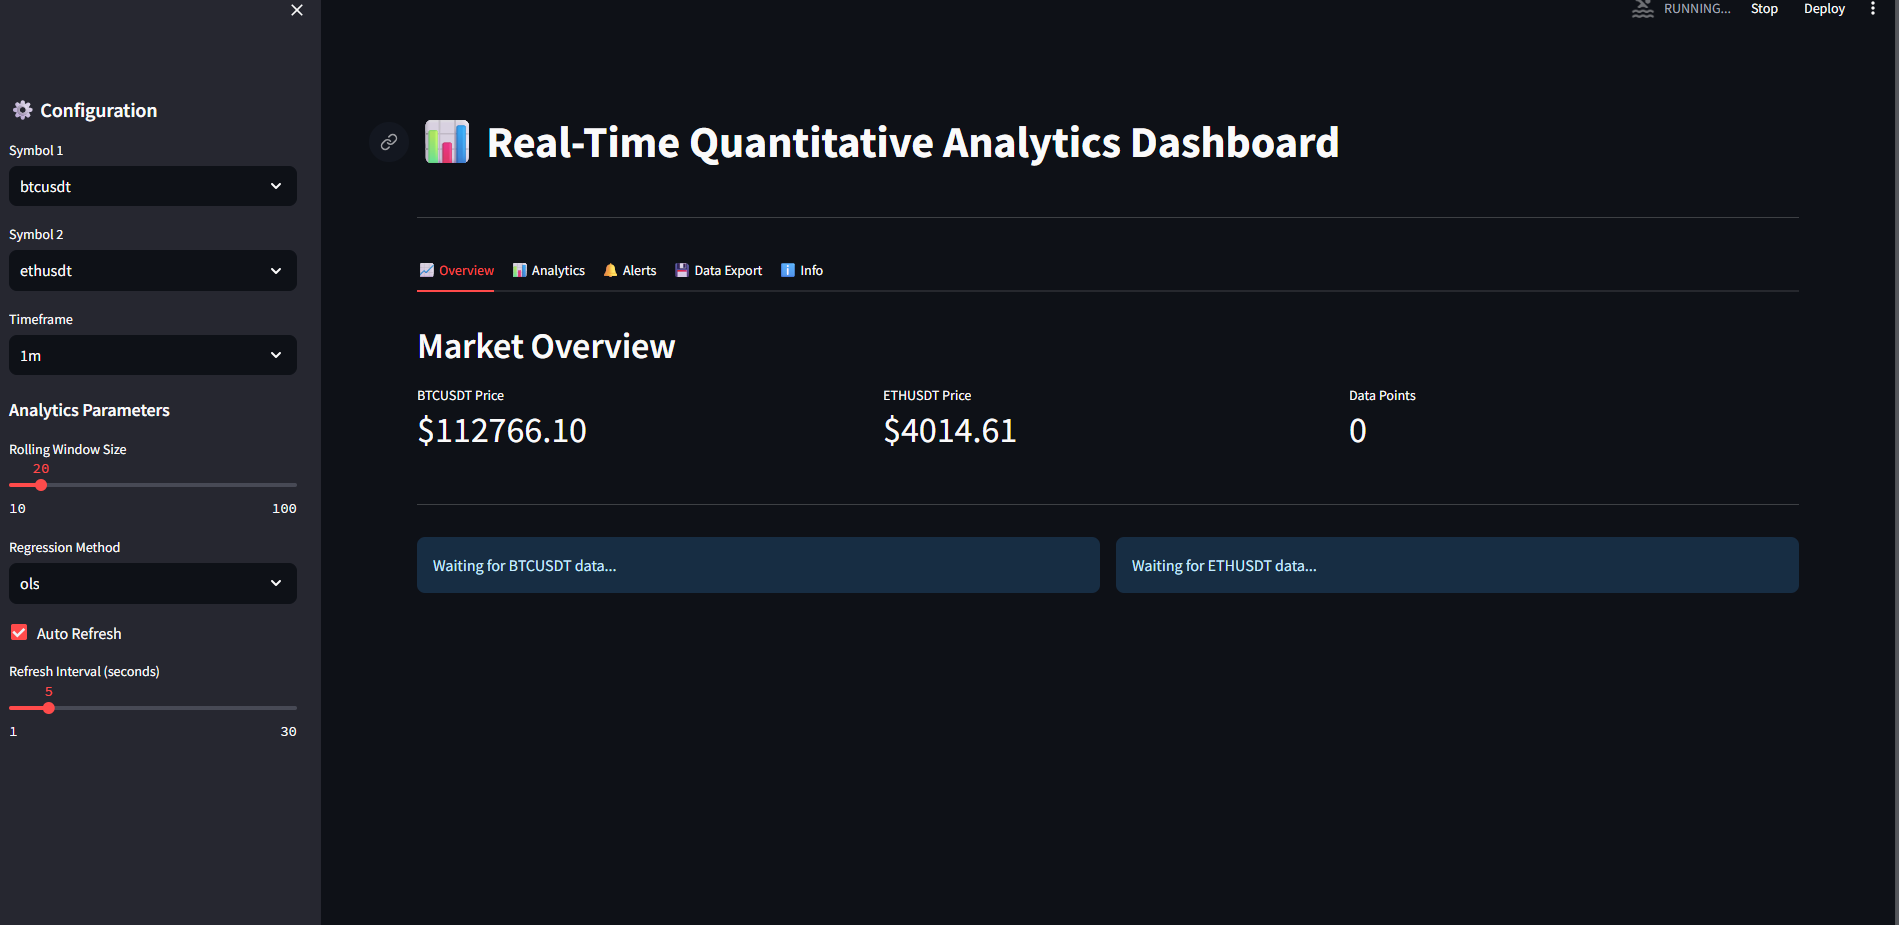 RUNNING...
Stop
Deploy
Configuration
Symbol 1
btcusdt
Symbol 2
ethusdt
Timeframe
1m
Analytics Parameters
Rolling Window Size
20
10
100
Regression Method
ols
Auto Refresh
Refresh Interval (seconds)
5
1
30
Real-Time Quantitative Analytics Dashboard
Overview
Analytics
Alerts
Data Export
Info
Market Overview
BTCUSDT Price
$112766.10
ETHUSDT Price
$4014.61
Data Points
0
Waiting for BTCUSDT data...
Waiting for ETHUSDT data...